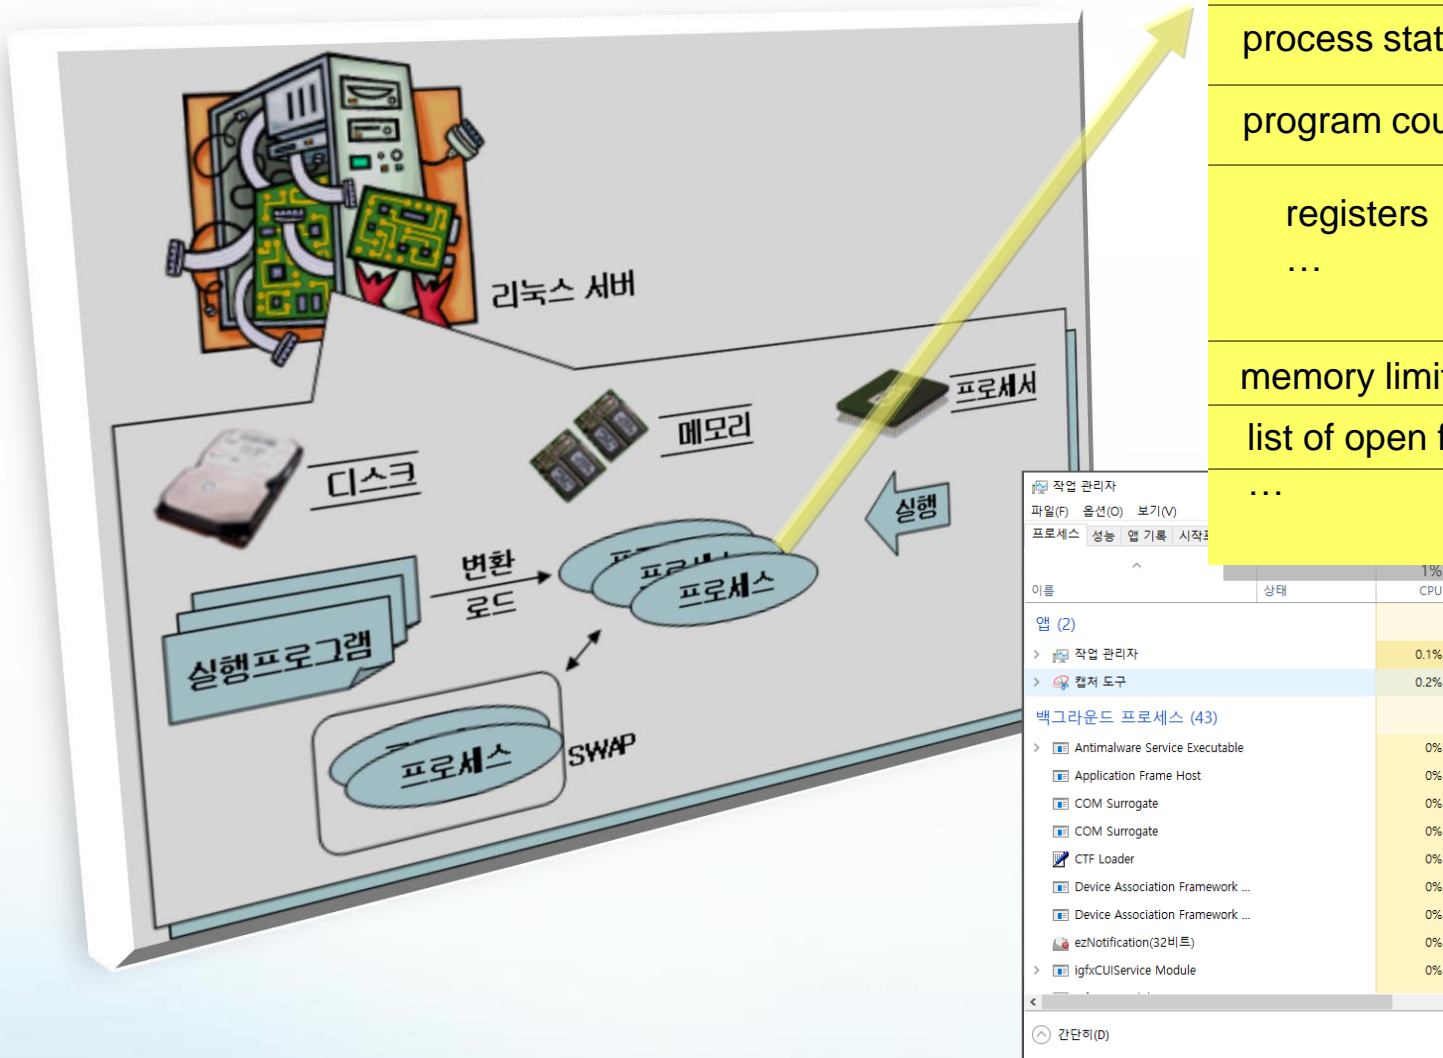 리눅스 서버
디스크
메모리
프로세서
실행
변환
로드
실행프로그램
프로세스
프로세스
SWAP
process stat
program cou
registers
…
memory limi
list of open f
…
작업 관리자
파일(F) 옵션(O) 보기(V)
프로세스 성능 앱 기록 시작프
1%
이름 상태 CPU
앱 (2)
작업 관리자 0.1%
캡처 도구 0.2%
백그라운드 프로세스 (43)
Antimalware Service Executable 0%
Application Frame Host 0%
COM Surrogate 0%
COM Surrogate 0%
CTF Loader 0%
Device Association Framework ... 0%
Device Association Framework ... 0%
ezNotification(32비트) 0%
igfxCUIService Module 0%
간단히(D)